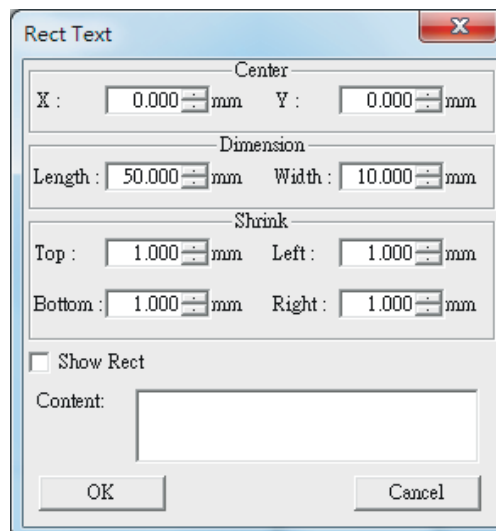 Rect Text
Center
X : 0.000 mm Y : 0.000 mm
Dimension
Length : 50.000 mm Width : 10.000 mm
Shrink
Top : 1.000 mm Left : 1.000 mm
Bottom : 1.000 mm Right : 1.000 mm
Show Rect
Content:
OK Cancel